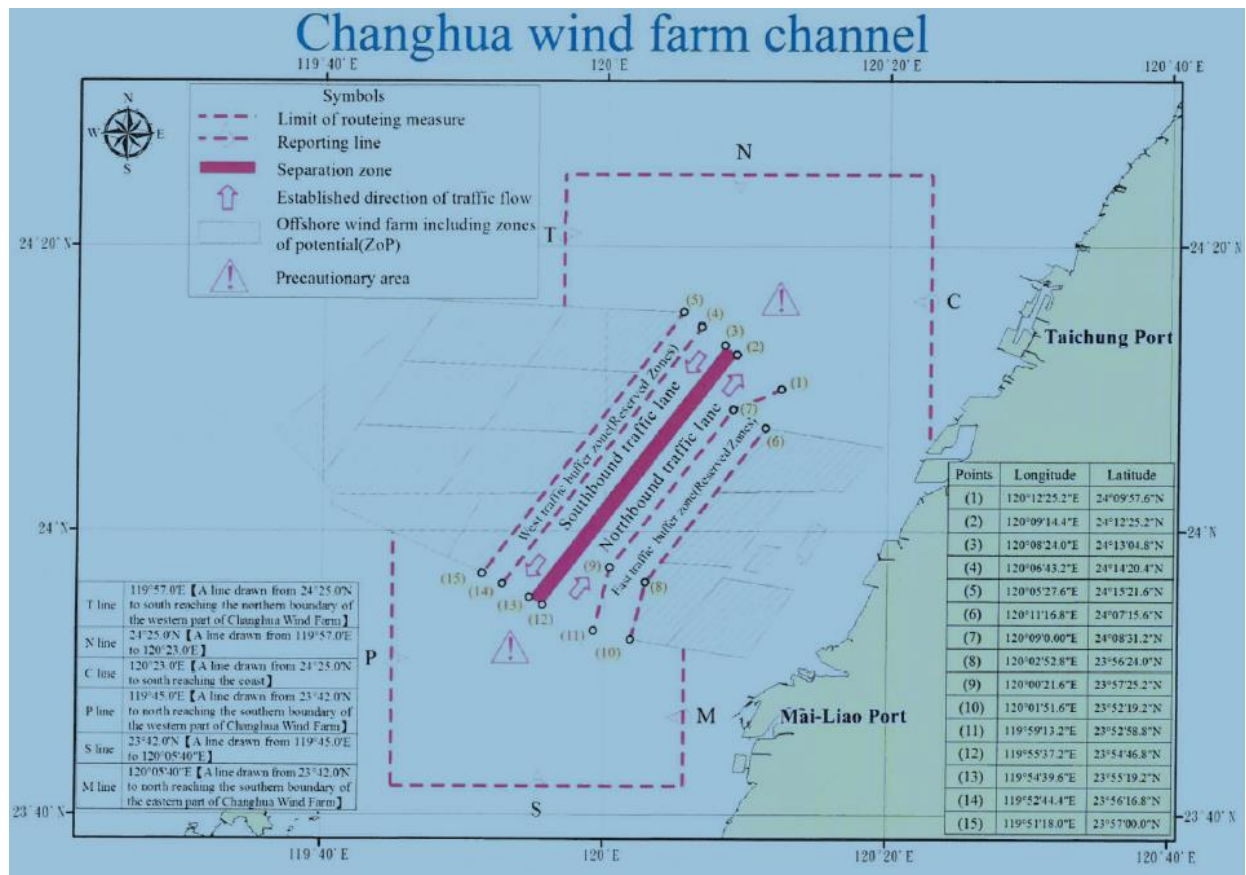 Changhua wind farm channel
119°40'E
120°E
120°20'E
120°40'E
N
W
E
S
Symbols
Limit of routeing measure
Reporting line
Separation zone
Established direction of traffic flow
Offshore wind farm including zones
of potential(ZoP)
Precautionary area
N
T
C
P
M
S
24°20'N
24°20'N
24°N
24°N
23°40'N
23°40'N
(5)
(4)
(3)
(2)
(1)
(7)
(6)
West traffic buffer zone(Reserved Zones)
Southbound traffic lane
Northbound traffic lane
East traffic buffer zone(Reserved Zones)
(15)
(14)
(13)
(12)
(9)
(8)
(11)
(10)
Taichung Port
Mai-Liao Port
T line 119°57.0'E【A line drawn from 24°25.0'N
to south reaching the northern boundary of
the western part of Changhua Wind Farm】
N line 24°25.0'N【A line drawn from 119°57.0'E
to 120°23.0'E】
C line 120°23.0'E【A line drawn from 24°25.0'N
to south reaching the coast】
P line 119°45.0'E【A line drawn from 23°42.0'N
to north reaching the southern boundary of
the western part of Changhua Wind Farm】
S line 23°42.0'N【A line drawn from 119°45.0'E
to 120°05'40"E】
M line 120°05'40"E【A line drawn from 23°42.0'N
to north reaching the southern boundary of
the eastern part of Changhua Wind Farm】
Points Longitude Latitude
(1) 120°12'25.2"E 24°09'57.6"N
(2) 120°09'14.4"E 24°12'25.2"N
(3) 120°08'24.0"E 24°13'04.8"N
(4) 120°06'43.2"E 24°14'20.4"N
(5) 120°05'27.6"E 24°15'21.6"N
(6) 120°11'16.8"E 24°07'15.6"N
(7) 120°09'0.00"E 24°08'31.2"N
(8) 120°02'52.8"E 23°56'24.0"N
(9) 120°00'21.6"E 23°57'25.2"N
(10) 120°01'51.6"E 23°52'19.2"N
(11) 119°59'13.2"E 23°52'58.8"N
(12) 119°55'37.2"E 23°54'46.8"N
(13) 119°54'39.6"E 23°55'19.2"N
(14) 119°52'44.4"E 23°56'16.8"N
(15) 119°51'18.0"E 23°57'00.0"N
119°40'E
120°E
120°20'E
120°40'E